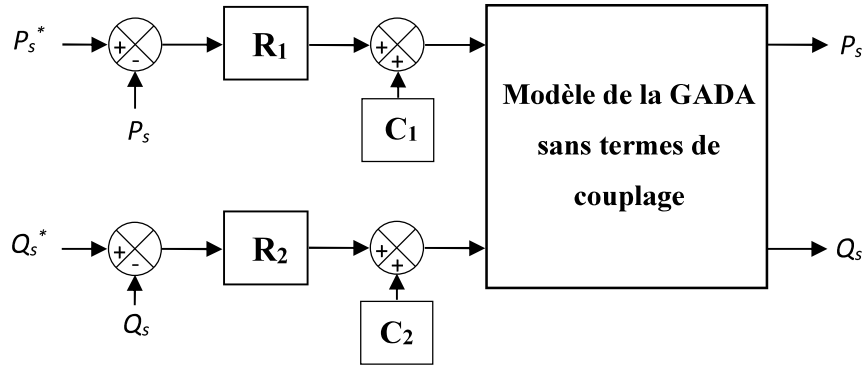 Ps* + - R1 + + Ps
Ps
C1
Modèle de la GADA
sans termes de
couplage
Qs* + - R2 + + Qs
Qs
C2